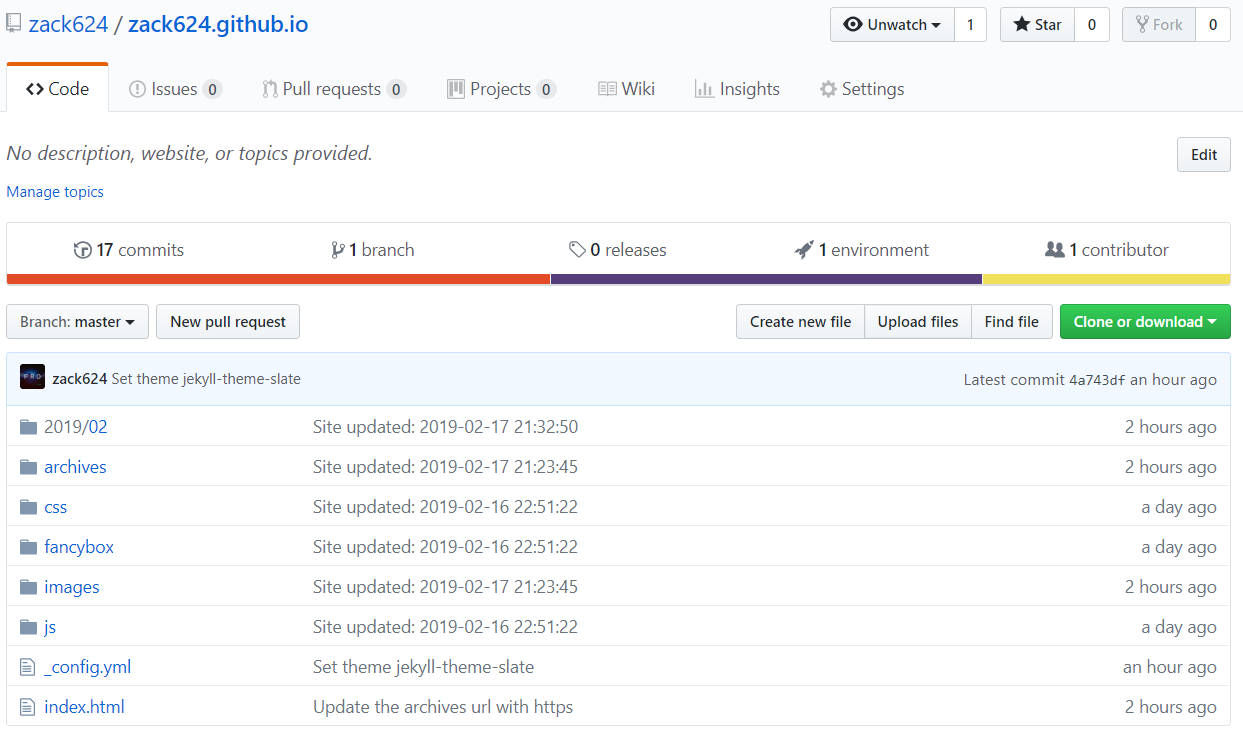 zack624 / zack624.github.io Unwatch 1 Star 0 Fork 0
Code Issues 0 Pull requests 0 Projects 0 Wiki Insights Settings
No description, website, or topics provided. Edit
Manage topics
17 commits 1 branch 0 releases 1 environment 1 contributor
Branch: master New pull request Create new file Upload files Find file Clone or download
zack624 Set theme jekyll-theme-slate Latest commit 4a743df an hour ago
2019/02 Site updated: 2019-02-17 21:32:50 2 hours ago
archives Site updated: 2019-02-17 21:23:45 2 hours ago
css Site updated: 2019-02-16 22:51:22 a day ago
fancybox Site updated: 2019-02-16 22:51:22 a day ago
images Site updated: 2019-02-17 21:23:45 2 hours ago
js Site updated: 2019-02-16 22:51:22 a day ago
_config.yml Set theme jekyll-theme-slate an hour ago
index.html Update the archives url with https 2 hours ago